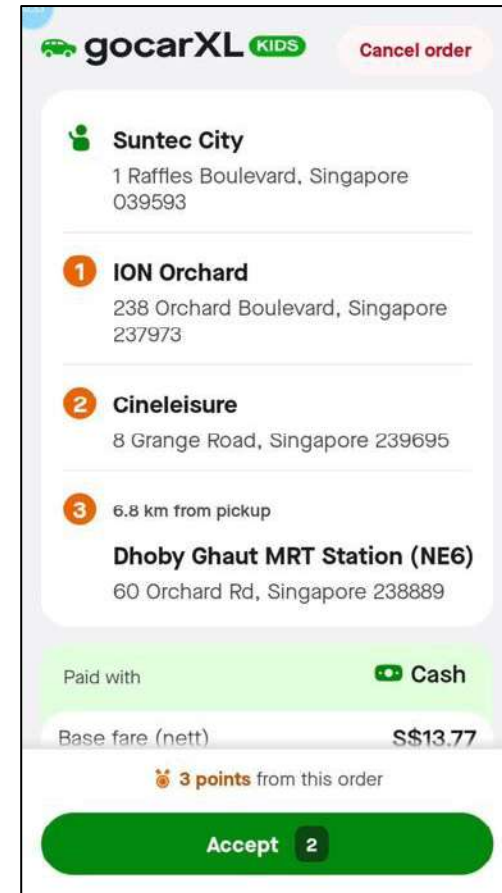 gocarXL KIDS Cancel order
Suntec City
1 Raffles Boulevard, Singapore
039593
1 ION Orchard
238 Orchard Boulevard, Singapore
237973
2 Cineleisure
8 Grange Road, Singapore 239695
3 6.8 km from pickup
Dhoby Ghaut MRT Station (NE6)
60 Orchard Rd, Singapore 238889
Paid with Cash
Base fare (nett) S$13.77
3 points from this order
Accept 2